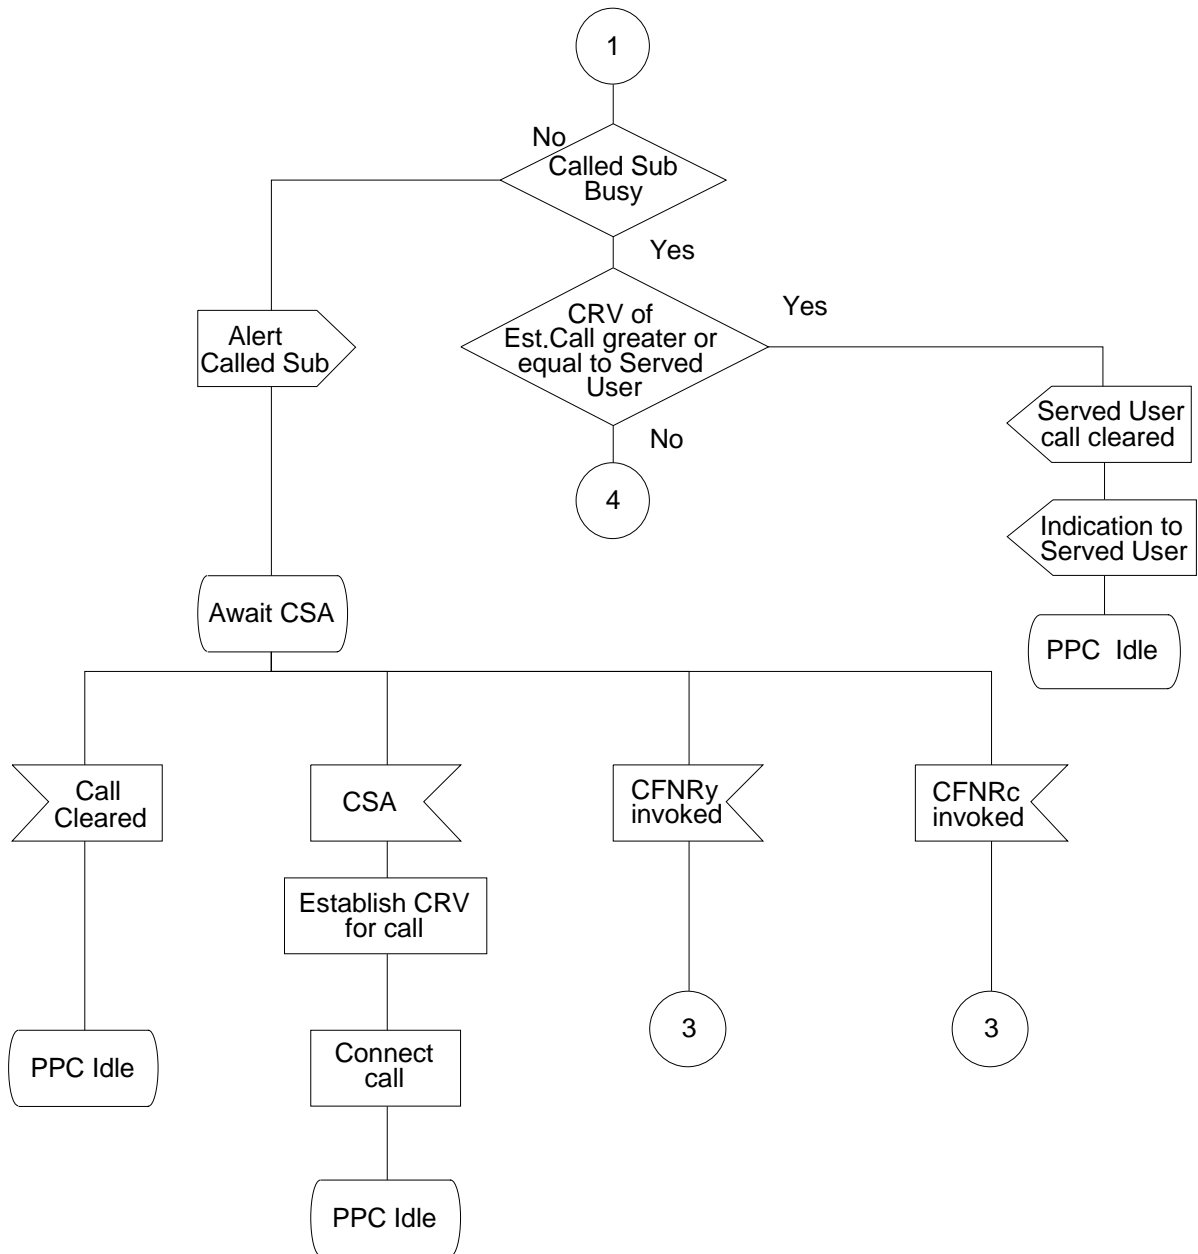 1
No
Called Sub
Busy
Yes
CRV of
Est.Call greater or
equal to Served
User
Yes
No
4
Alert
Called Sub
Served User
call cleared
Indication to
Served User
PPC Idle
Await CSA
Call
Cleared
CSA
CFNRy
invoked
CFNRc
invoked
Establish CRV
for call
3
3
PPC Idle
Connect
call
PPC Idle